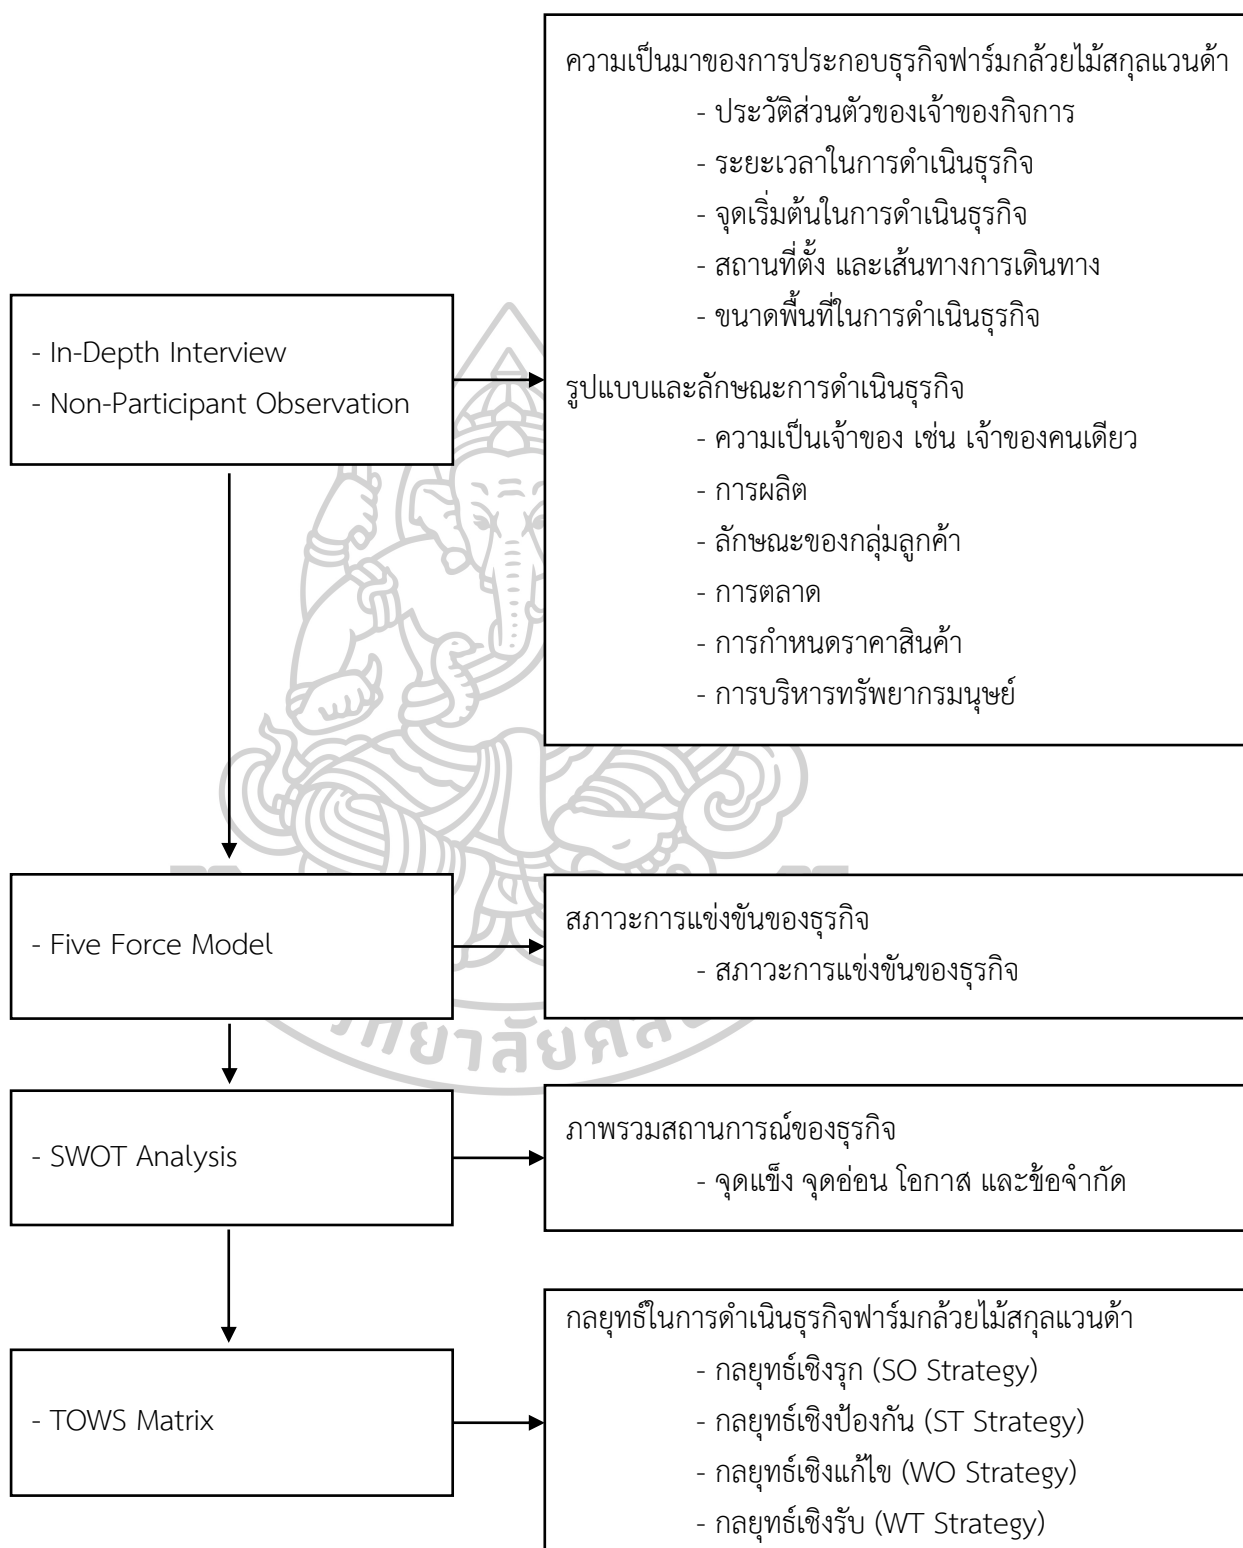 ความเป็นมาของการประกอบธุรกิจฟาร์มกล้วยไม้สกุลแวนด้า
- ประวัติส่วนตัวของเจ้าของกิจการ
- ระยะเวลาในการดำเนินธุรกิจ
- จุดเริ่มต้นในการดำเนินธุรกิจ
- สถานที่ตั้ง และเส้นทางการเดินทาง
- ขนาดพื้นที่ในการดำเนินธุรกิจ
- In-Depth Interview
- Non-Participant Observation
รูปแบบและลักษณะการดำเนินธุรกิจ
- ความเป็นเจ้าของ เช่น เจ้าของคนเดียว
- การผลิต
- ลักษณะของกลุ่มลูกค้า
- การตลาด
- การกำหนดราคาสินค้า
- การบริหารทรัพยากรมนุษย์
- Five Force Model
สภาวะการแข่งขันของธุรกิจ
- สภาวะการแข่งขันของธุรกิจ
- SWOT Analysis
ภาพรวมสถานการณ์ของธุรกิจ
- จุดแข็ง จุดอ่อน โอกาส และข้อจำกัด
- TOWS Matrix
กลยุทธ์ในการดำเนินธุรกิจฟาร์มกล้วยไม้สกุลแวนด้า
- กลยุทธ์เชิงรุก (SO Strategy)
- กลยุทธ์เชิงป้องกัน (ST Strategy)
- กลยุทธ์เชิงแก้ไข (WO Strategy)
- กลยุทธ์เชิงรับ (WT Strategy)